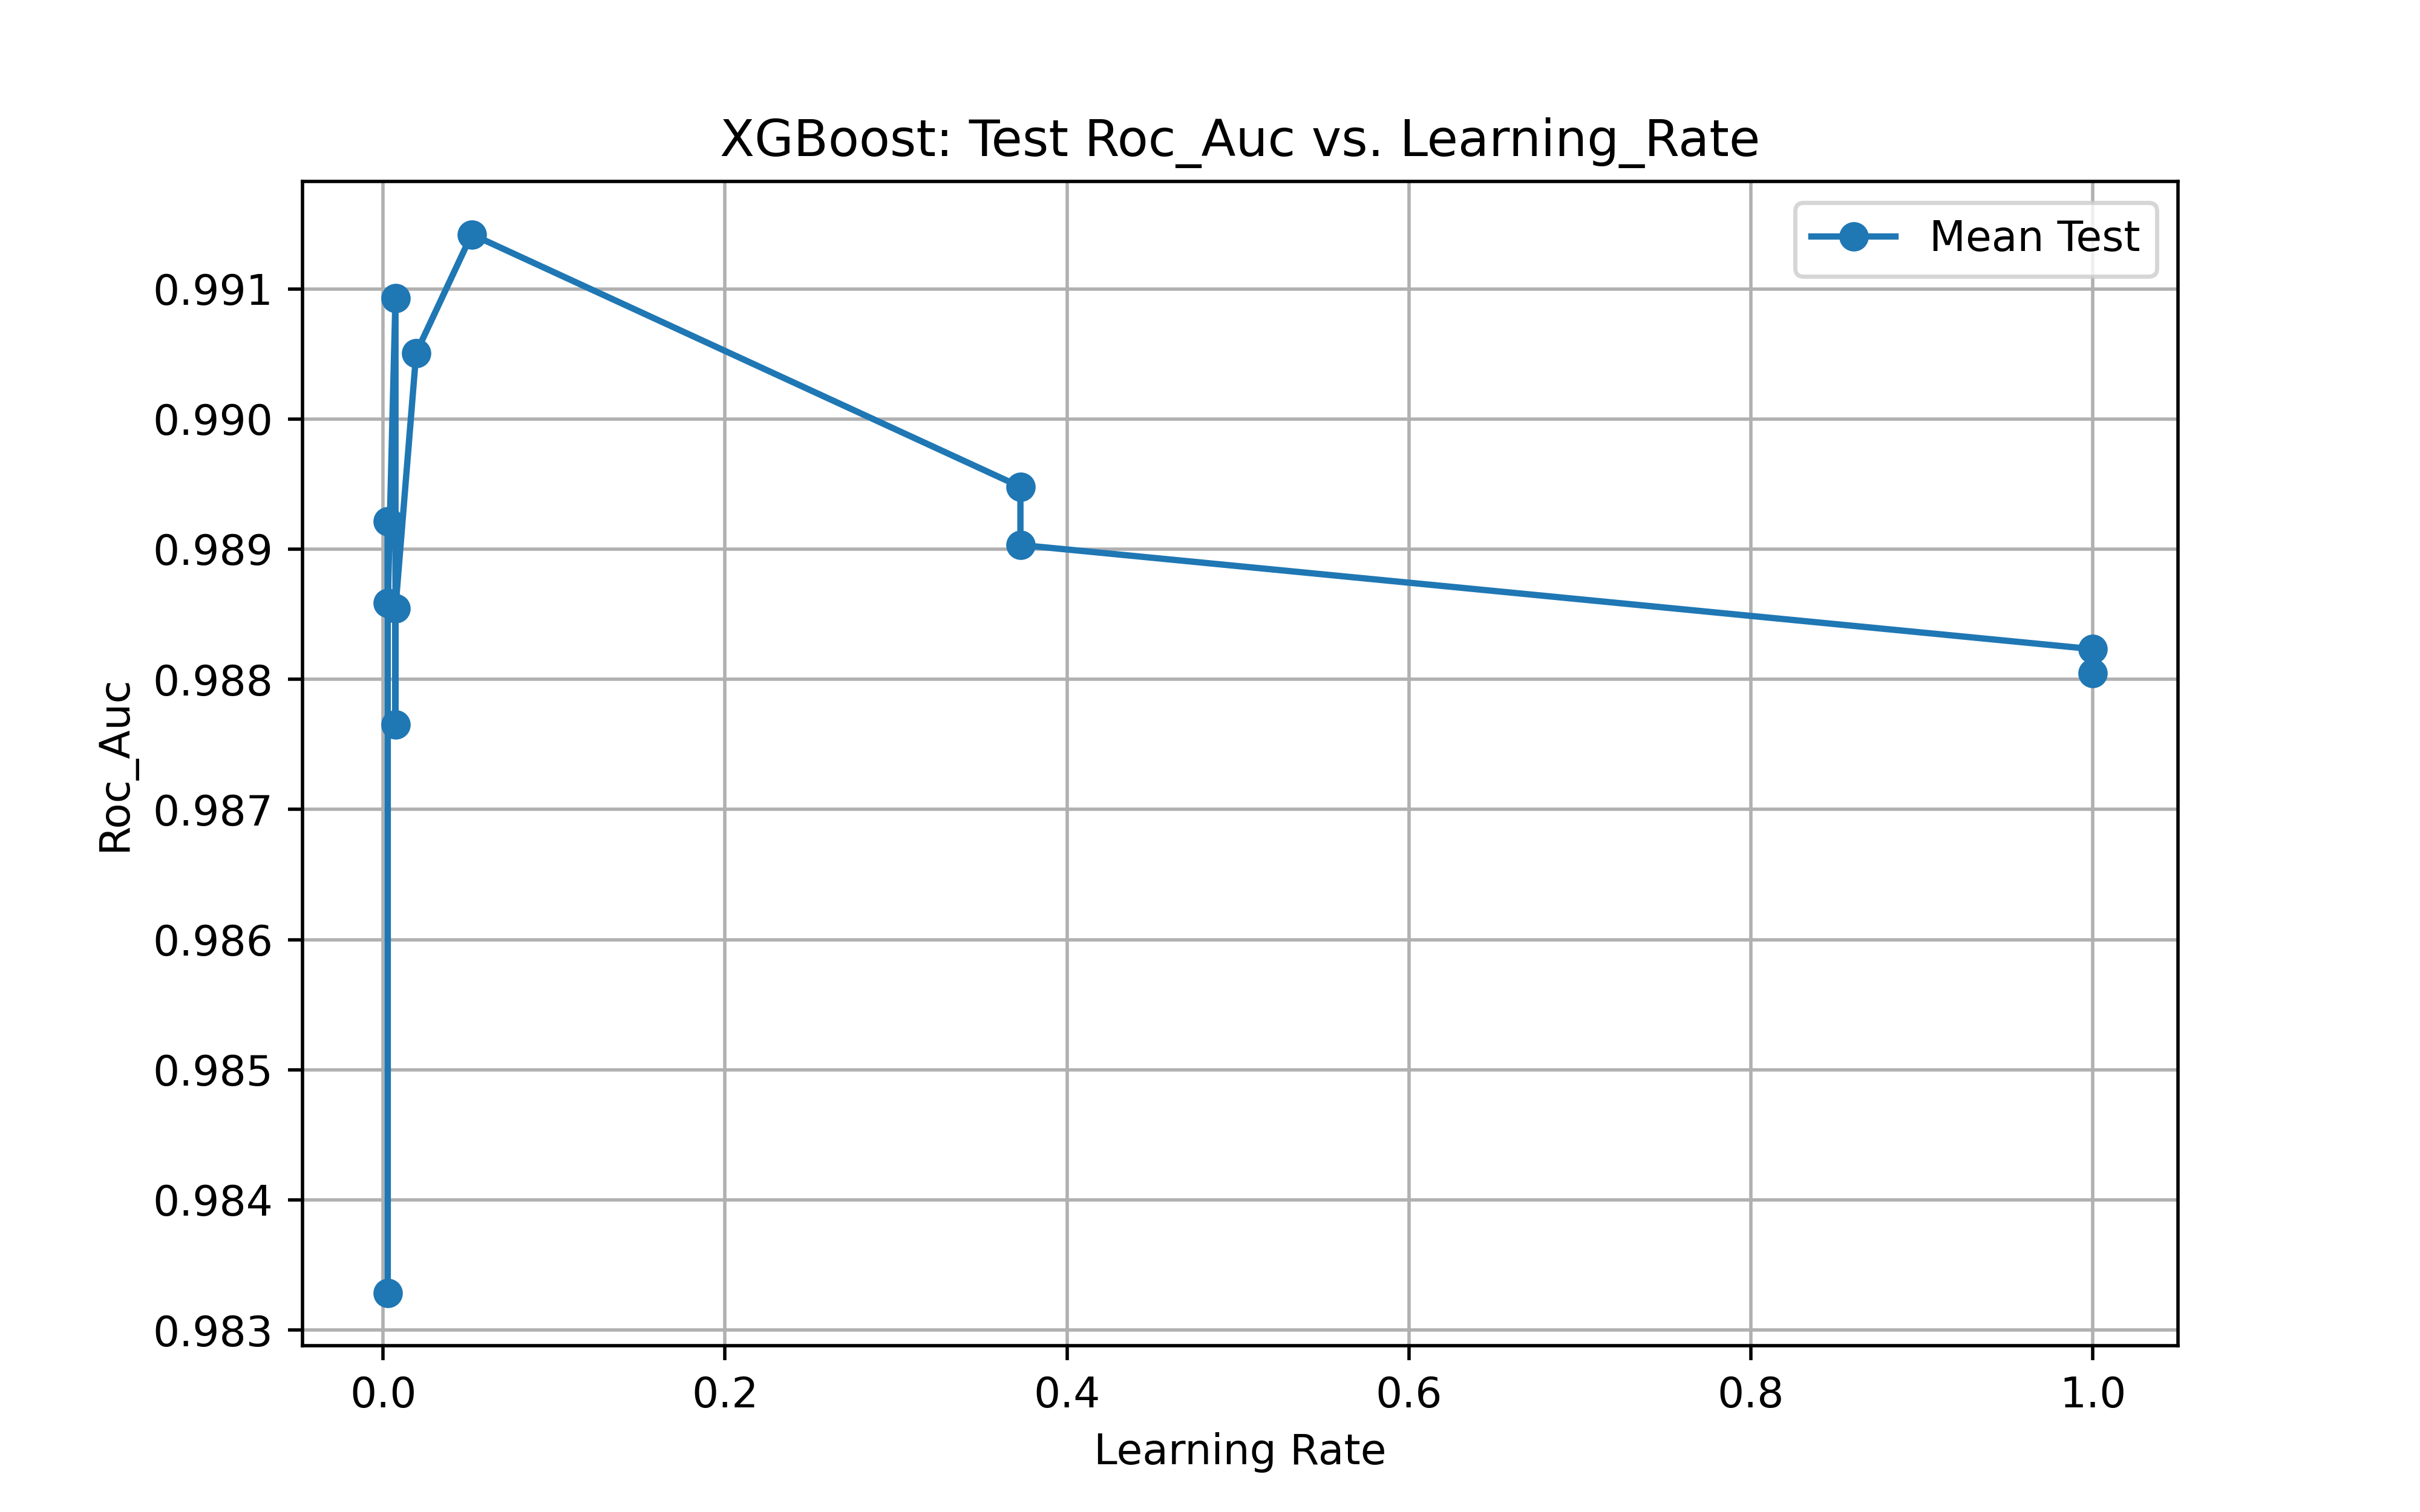 XGBoost: Test Roc_Auc vs. Learning_Rate
Mean Test
0.991
0.990
0.989
0.988
0.987
0.986
0.985
0.984
0.983
Roc_Auc
0.0 0.2 0.4 0.6 0.8 1.0
Learning Rate